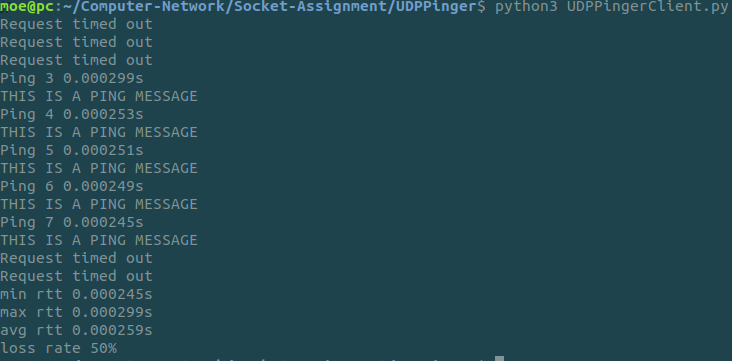 moe@pc:~/Computer-Network/Socket-Assignment/UDPPinger$ python3 UDPPingerClient.py
Request timed out
Request timed out
Request timed out
Ping 3 0.000299s
THIS IS A PING MESSAGE
Ping 4 0.000253s
THIS IS A PING MESSAGE
Ping 5 0.000251s
THIS IS A PING MESSAGE
Ping 6 0.000249s
THIS IS A PING MESSAGE
Ping 7 0.000245s
THIS IS A PING MESSAGE
Request timed out
Request timed out
min rtt 0.000245s
max rtt 0.000299s
avg rtt 0.000259s
loss rate 50%